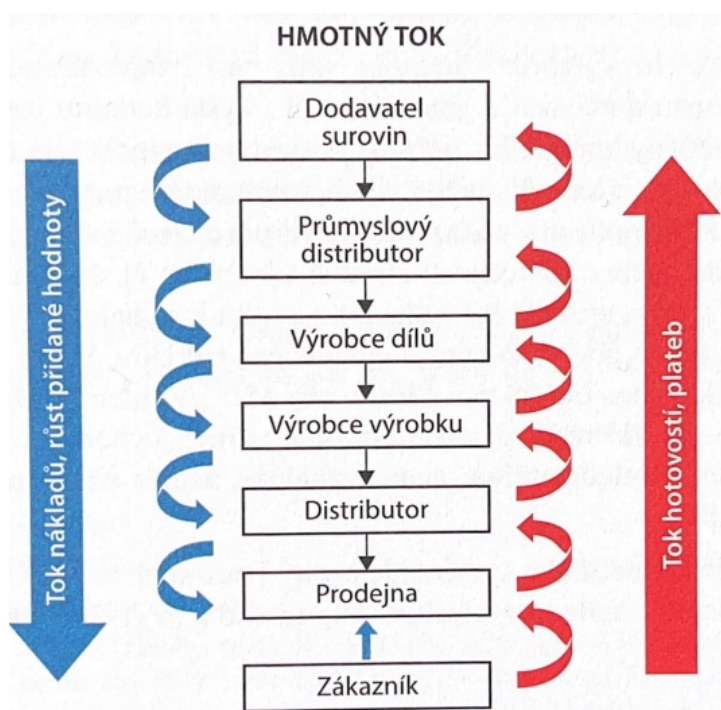 HMOTNÝ TOK
Dodavatel
surovin
Průmyslový
distributor
Výrobce dílů
Výrobce výrobku
Distributor
Prodejna
Zákazník
Tok nákladů, růst přidané hodnoty
Tok hotovostí, plateb